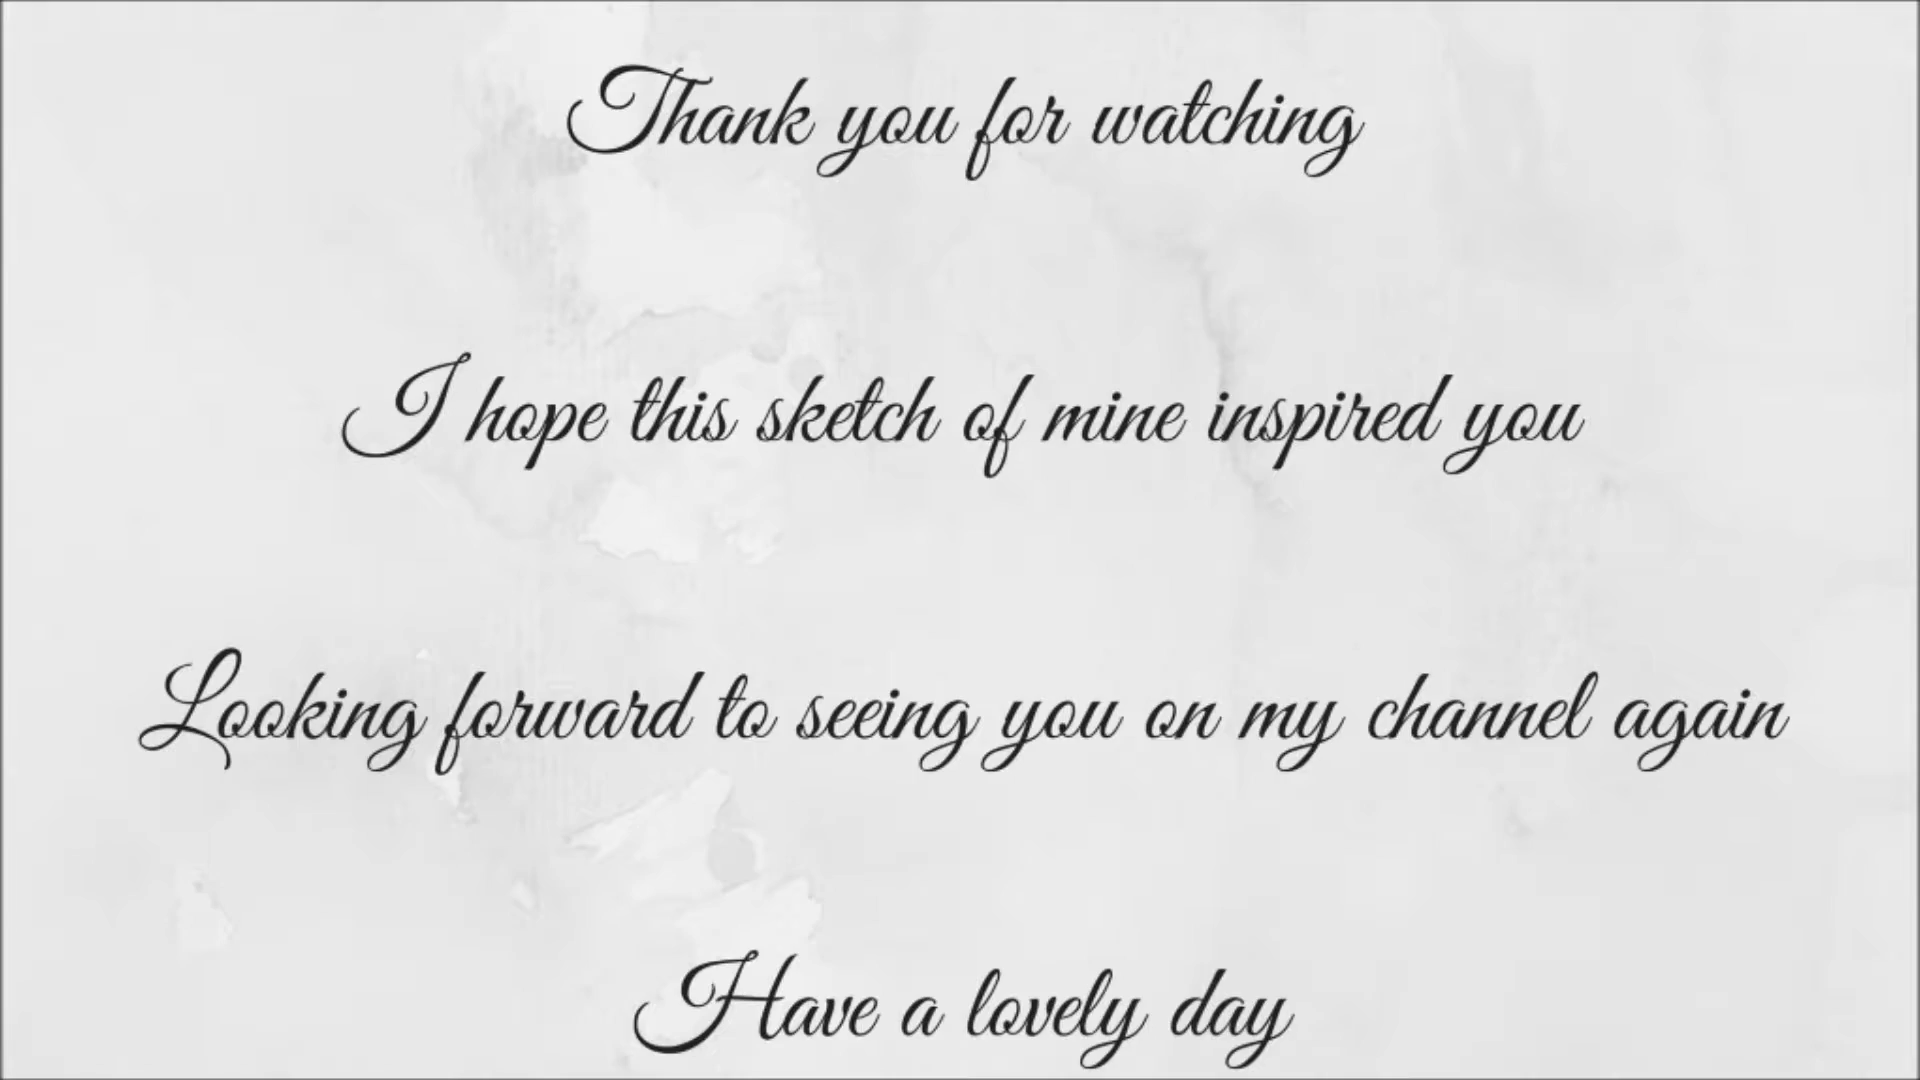 Thank you for watching
I hope this sketch of mine inspired you
Looking forward to seeing you on my channel again
Have a lovely day